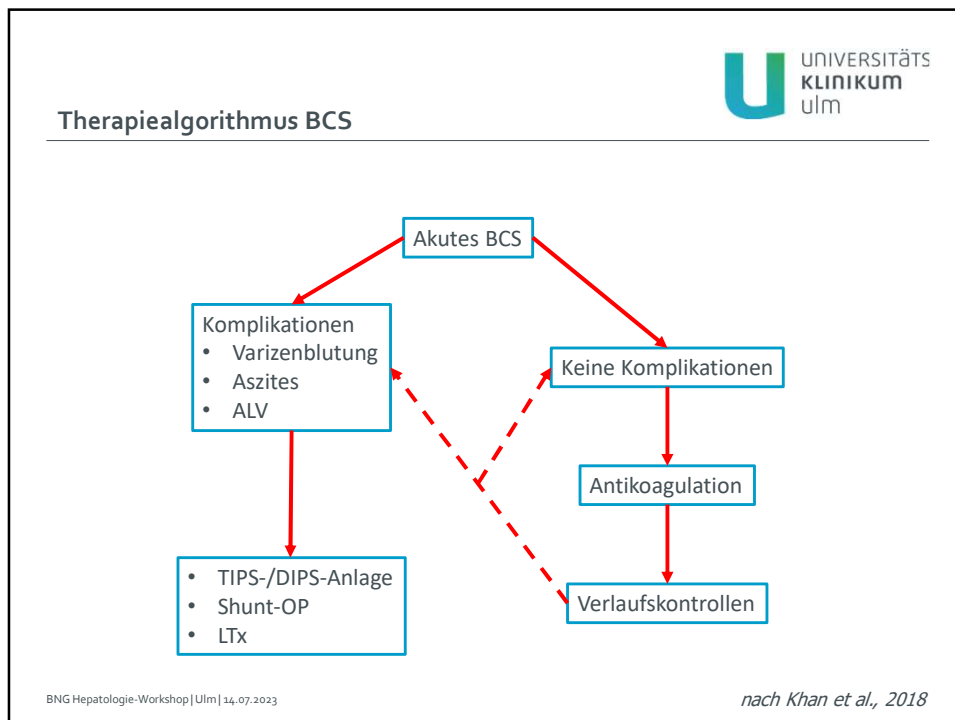 UNIVERSITÄTS
KLINIKUM
ulm
Therapiealgorithmus BCS
Akutes BCS
Komplikationen
• Varizenblutung
• Aszites
• ALV
Keine Komplikationen
Antikoagulation
• TIPS-/DIPS-Anlage
• Shunt-OP
• LTx
Verlaufskontrollen
BNG Hepatologie-Workshop | Ulm | 14.07.2023
nach Khan et al., 2018